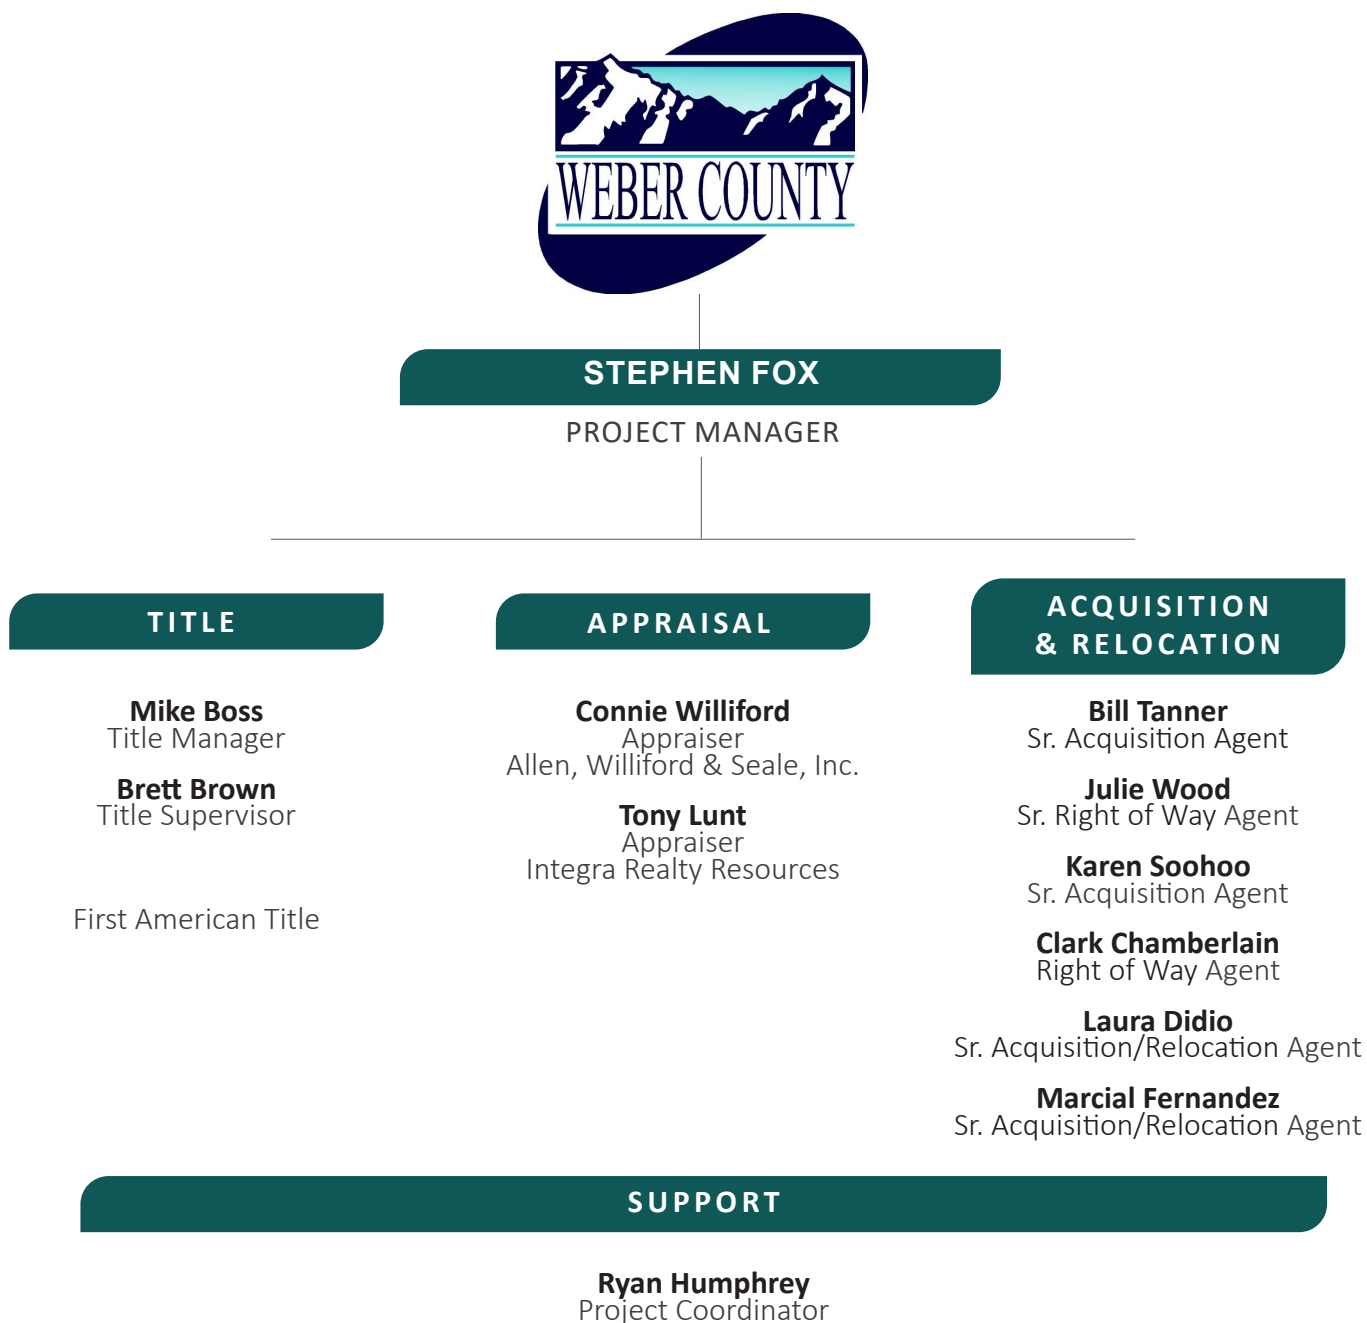 WEBER COUNTY
STEPHEN FOX
PROJECT MANAGER
TITLE
Mike Boss
Title Manager
Brett Brown
Title Supervisor
First American Title
APPRAISAL
Connie Williford
Appraiser
Allen, Williford & Seale, Inc.
Tony Lunt
Appraiser
Integra Realty Resources
ACQUISITION
& RELOCATION
Bill Tanner
Sr. Acquisition Agent
Julie Wood
Sr. Right of Way Agent
Karen Soohoo
Sr. Acquisition Agent
Clark Chamberlain
Right of Way Agent
Laura Didio
Sr. Acquisition/Relocation Agent
Marcial Fernandez
Sr. Acquisition/Relocation Agent
SUPPORT
Ryan Humphrey
Project Coordinator